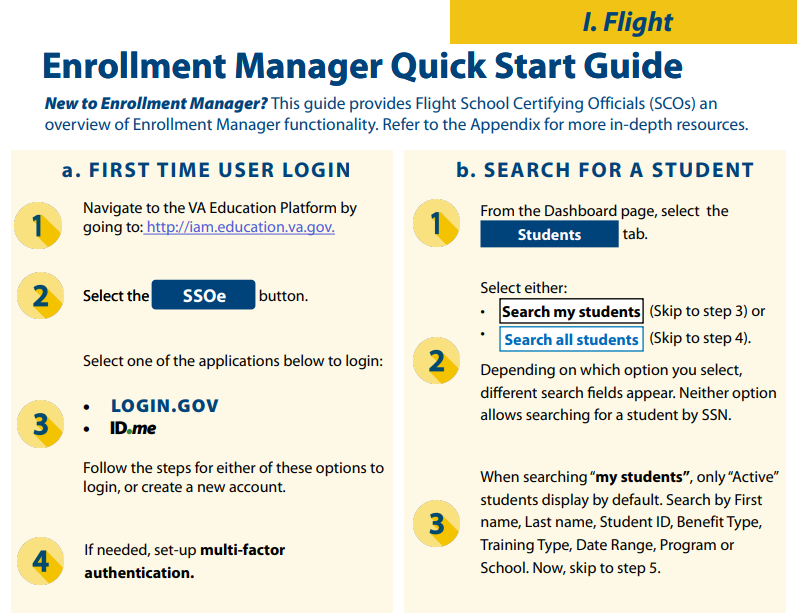 I. Flight
Enrollment Manager Quick Start Guide
New to Enrollment Manager? This guide provides Flight School Certifying Officials (SCOs) an
overview of Enrollment Manager functionality. Refer to the Appendix for more in-depth resources.
a. FIRST TIME USER LOGIN
1
Navigate to the VA Education Platform by
going to: http://iam.education.va.gov.
2
Select the SSOe button.
Select one of the applications below to login:
3
• LOGIN.GOV
• ID.me
Follow the steps for either of these options to
login, or create a new account.
4
If needed, set-up multi-factor
authentication.
b. SEARCH FOR A STUDENT
1
From the Dashboard page, select the
Students tab.
Select either:
• Search my students (Skip to step 3) or
• Search all students (Skip to step 4).
2
Depending on which option you select,
different search fields appear. Neither option
allows searching for a student by SSN.
3
When searching “my students”, only “Active”
students display by default. Search by First
name, Last name, Student ID, Benefit Type,
Training Type, Date Range, Program or
School. Now, skip to step 5.